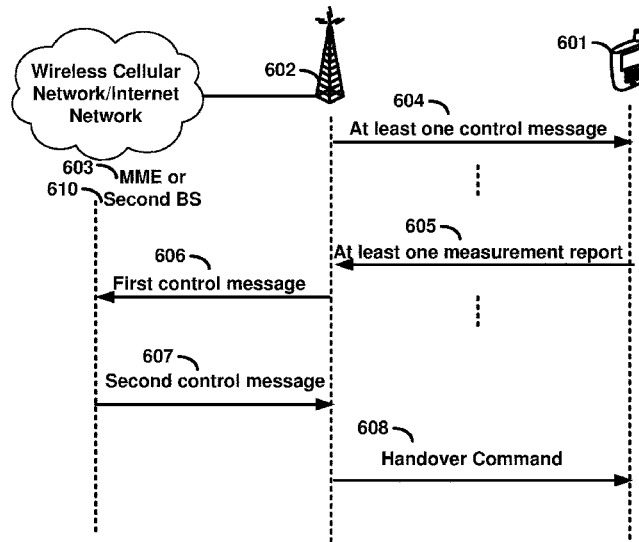 601
602
Wireless Cellular
Network/Internet
Network
604
At least one control message
603
MME or
610
Second BS
605
At least one measurement report
606
First control message
607
Second control message
608
Handover Command